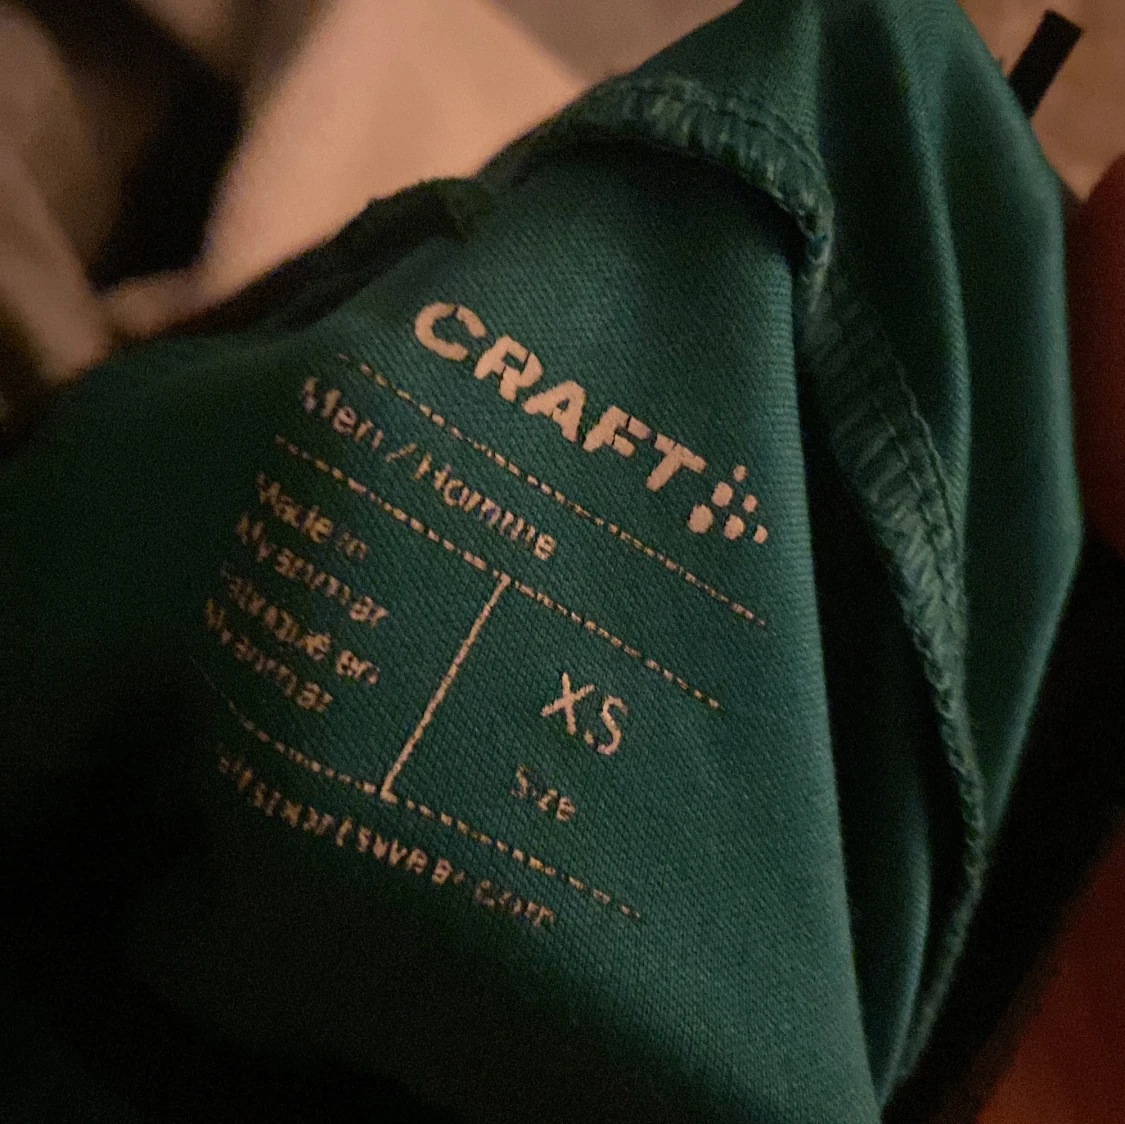 CRAFT
Men / Homme
Made in
Myanmar
Fabriqué en
Myanmar
XS
Size